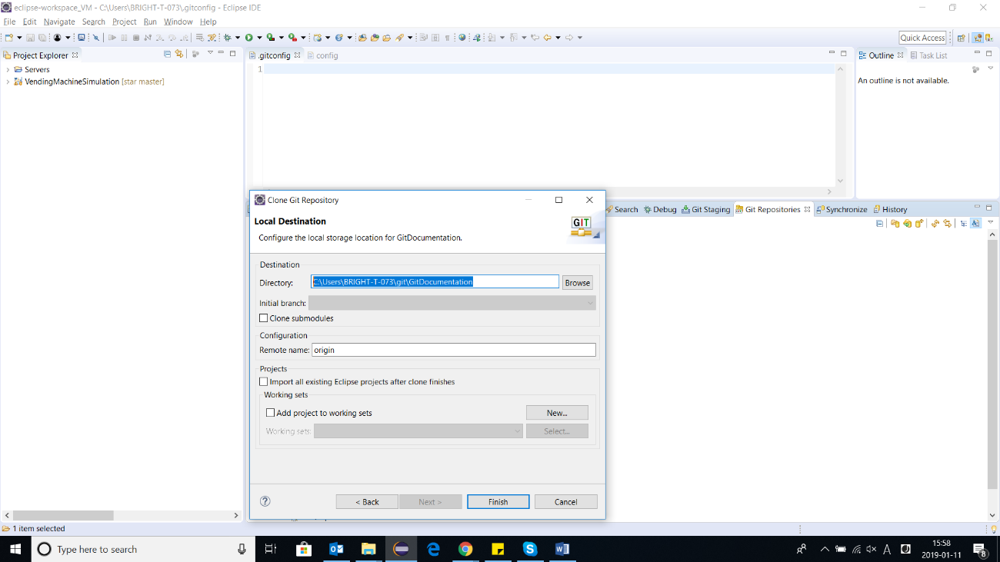 eclipse-workspace_VM - C:\Users\BRIGHT-T-073\.gitconfig - Eclipse IDE
File Edit Navigate Search Project Run Window Help
Quick Access
Project Explorer
.gitconfig
config
Outline
Task List
Servers
VendingMachineSimulation [star master]
1
An outline is not available.
Search
Debug
Git Staging
Git Repositories
Synchronize
History
Clone Git Repository
Local Destination
Configure the local storage location for GitDocumentation.
GIT
Destination
Directory: C:\Users\BRIGHT-T-073\git\GitDocumentation Browse
Initial branch:
Clone submodules
Configuration
Remote name: origin
Projects
Import all existing Eclipse projects after clone finishes
Working sets
Add project to working sets New...
Working sets: Select...
< Back Next > Finish Cancel
1 item selected
Type here to search
A
15:58
2019-01-11
8